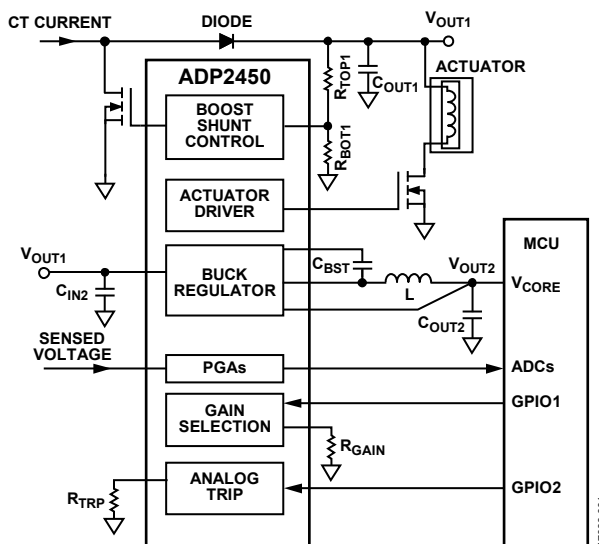 CT CURRENT
DIODE
VOUT1
ADP2450
RTOP1
COUT1
ACTUATOR
BOOST
SHUNT
CONTROL
RBOT1
ACTUATOR
DRIVER
MCU
VOUT1
BUCK
REGULATOR
CBST
L
VOUT2
VCORE
CIN2
COUT2
SENSED
VOLTAGE
PGAs
ADCs
GAIN
SELECTION
GPIO1
RGAIN
ANALOG
TRIP
RTRP
GPIO2